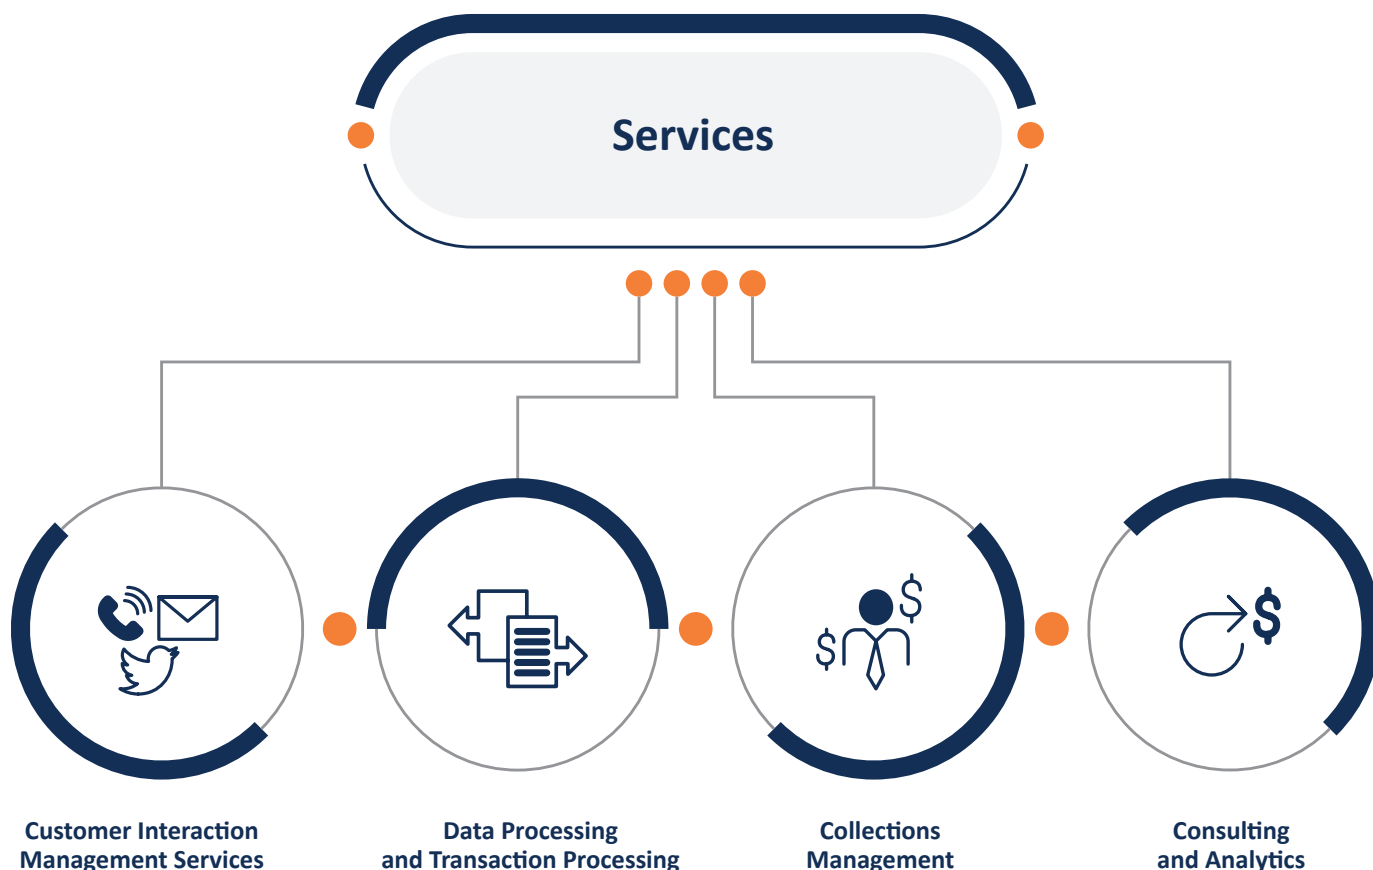 Services
Customer Interaction
Management Services
Data Processing
and Transaction Processing
Collections
Management
Consulting
and Analytics